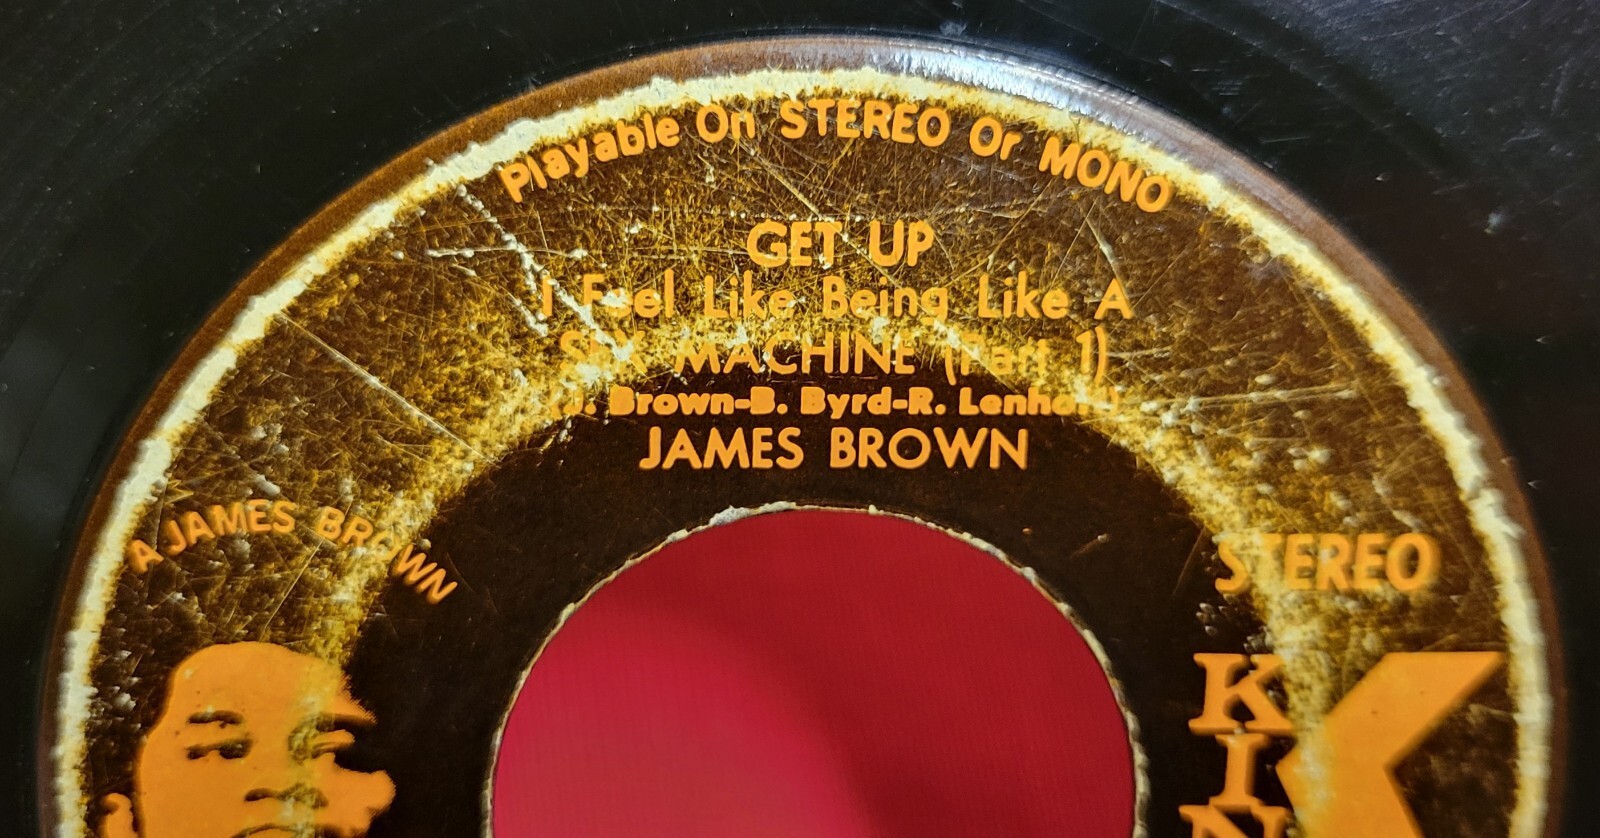 Playable On STEREO Or MONO
GET UP
I Feel Like Being Like A
SEX MACHINE (Part 1)
(J. Brown-B. Byrd-R. Lenhoff)
JAMES BROWN
A JAMES BROWN
STEREO
KIN
K